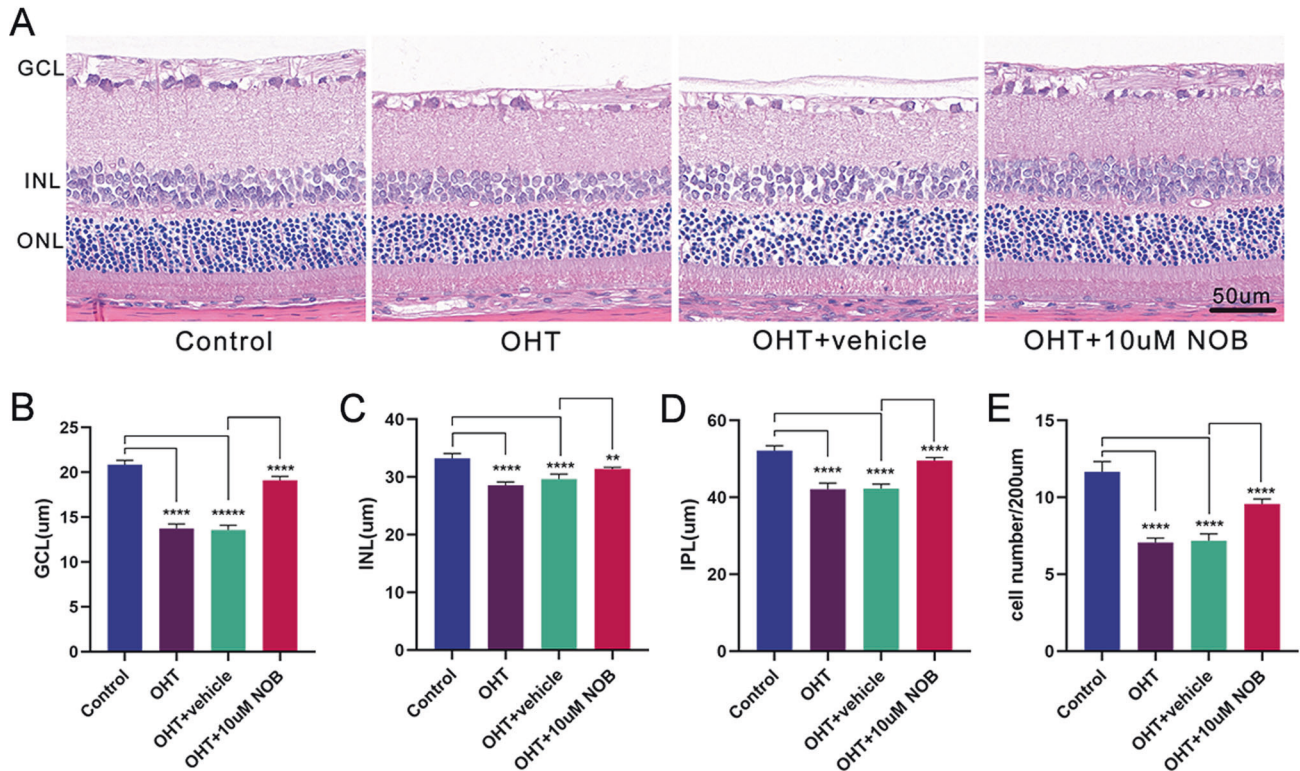 A
GCL
INL
ONL
50um
Control
OHT
OHT+vehicle
OHT+10uM NOB
B
GCL(um)
25
20
15
10
5
0
****
*****
****
Control
OHT
OHT+vehicle
OHT+10uM NOB
C
INL(um)
40
30
20
10
0
****
****
**
Control
OHT
OHT+vehicle
OHT+10uM NOB
D
IPL(um)
60
40
20
0
****
****
****
Control
OHT
OHT+vehicle
OHT+10uM NOB
E
cell number/200um
15
10
5
0
****
****
****
Control
OHT
OHT+vehicle
OHT+10uM NOB